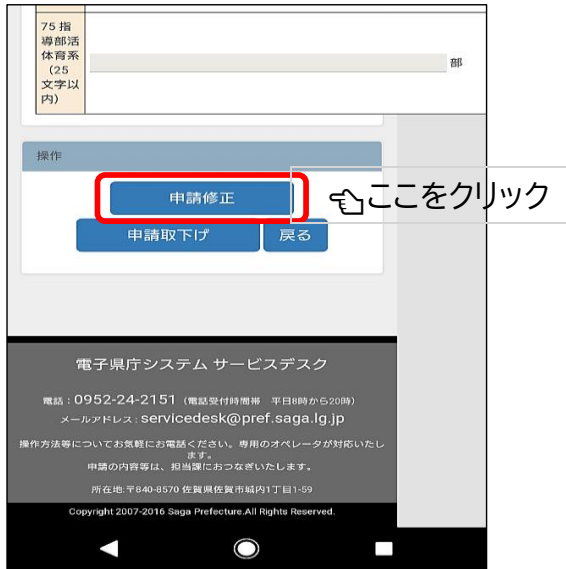 75 指
導部活
体育系
（25
文字以
内）
部
操作
申請修正
ここをクリック
申請取下げ
戻る
電子県庁システム サービスデスク
電話：0952-24-2151（電話受付時間帯　平日8時から20時）
メールアドレス：servicedesk@pref.saga.lg.jp
操作方法等についてお気軽にお電話ください。専用のオペレータが対応いたし
ます。
申請の内容等は、担当課におつなぎいたします。
所在地:〒840-8570 佐賀県佐賀市城内1丁目1-59
Copyright 2007-2016 Saga Prefecture.All Rights Reserved.